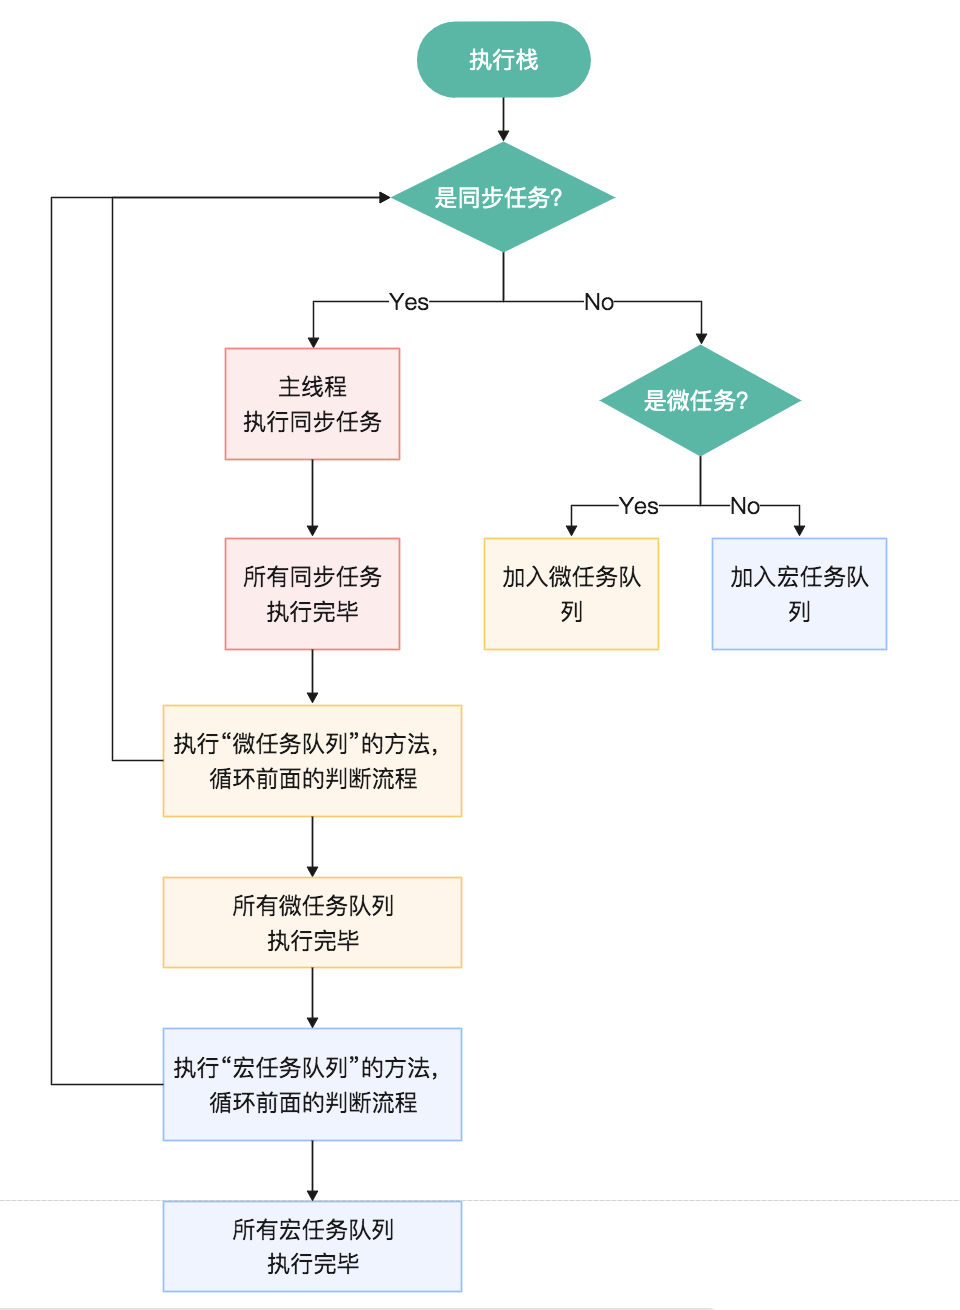 执行栈
是同步任务?
Yes
No
主线程
执行同步任务
是微任务?
Yes
No
所有同步任务
执行完毕
加入微任务队
列
加入宏任务队
列
执行“微任务队列”的方法，
循环前面的判断流程
所有微任务队列
执行完毕
执行“宏任务队列”的方法，
循环前面的判断流程
所有宏任务队列
执行完毕